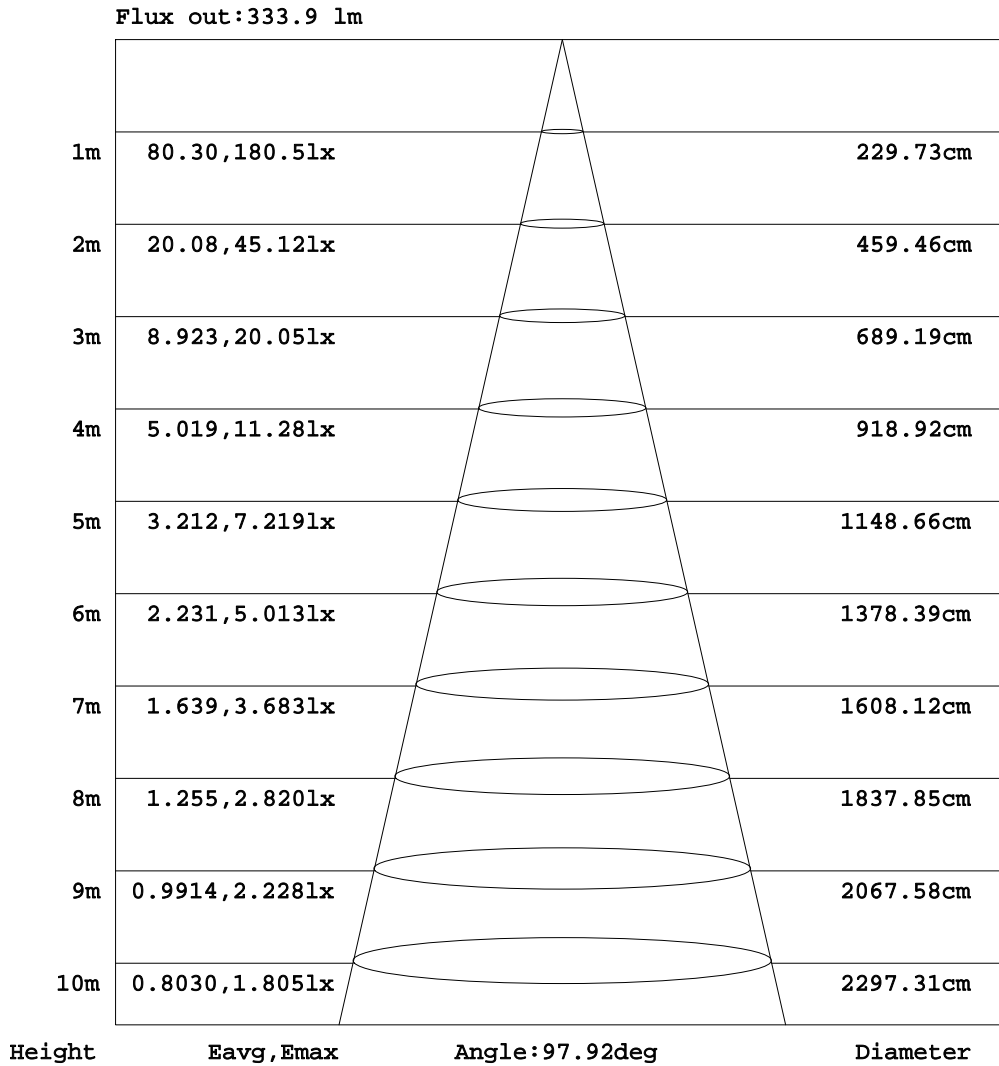 Flux out:333.9 lm
1m 80.30,180.5lx 229.73cm
2m 20.08,45.12lx 459.46cm
3m 8.923,20.05lx 689.19cm
4m 5.019,11.28lx 918.92cm
5m 3.212,7.219lx 1148.66cm
6m 2.231,5.013lx 1378.39cm
7m 1.639,3.683lx 1608.12cm
8m 1.255,2.820lx 1837.85cm
9m 0.9914,2.228lx 2067.58cm
10m 0.8030,1.805lx 2297.31cm
Height Eavg,Emax Angle:97.92deg Diameter